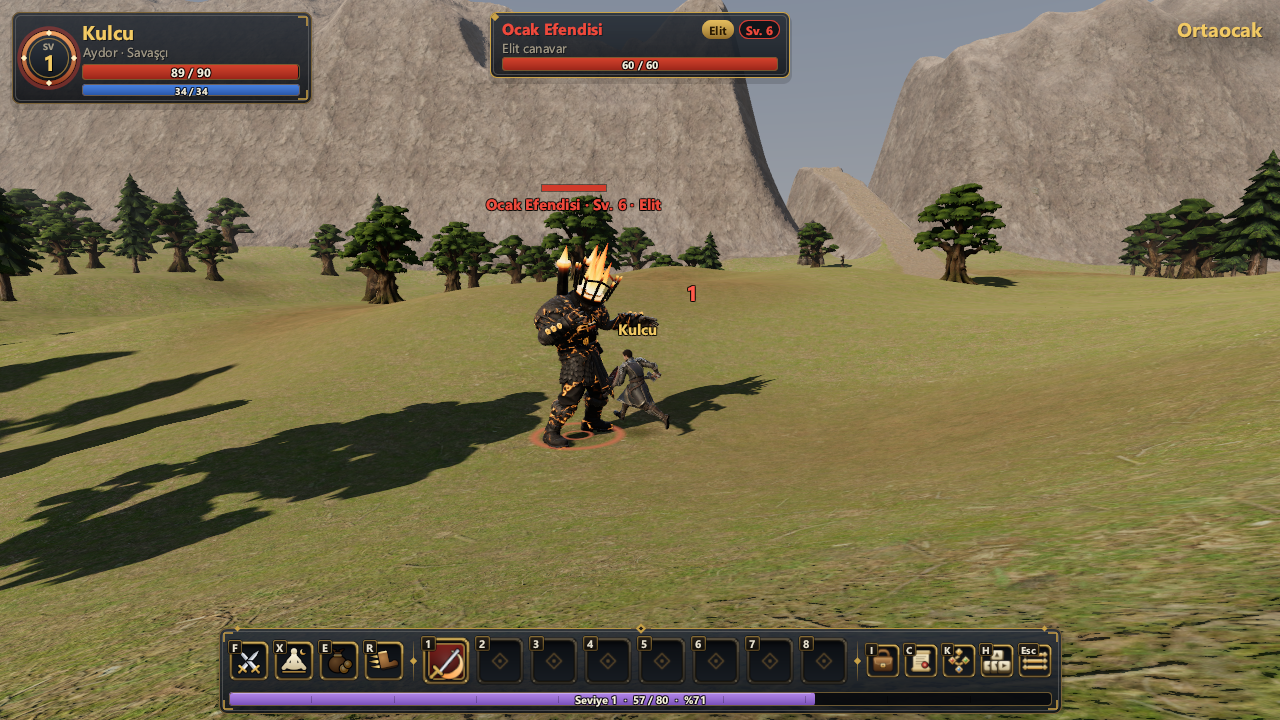 SV
1
Kulcu
Aydor · Savaşçı
89 / 90
34 / 34
Ocak Efendisi
Elit
Sv. 6
Elit canavar
60 / 60
Ortaocak
Ocak Efendisi · Sv. 6 · Elit
1
Kulcu
F
X
E
R
1
2
3
4
5
6
7
8
I
C
K
H
Esc
Seviye 1 · 57 / 80 · %71